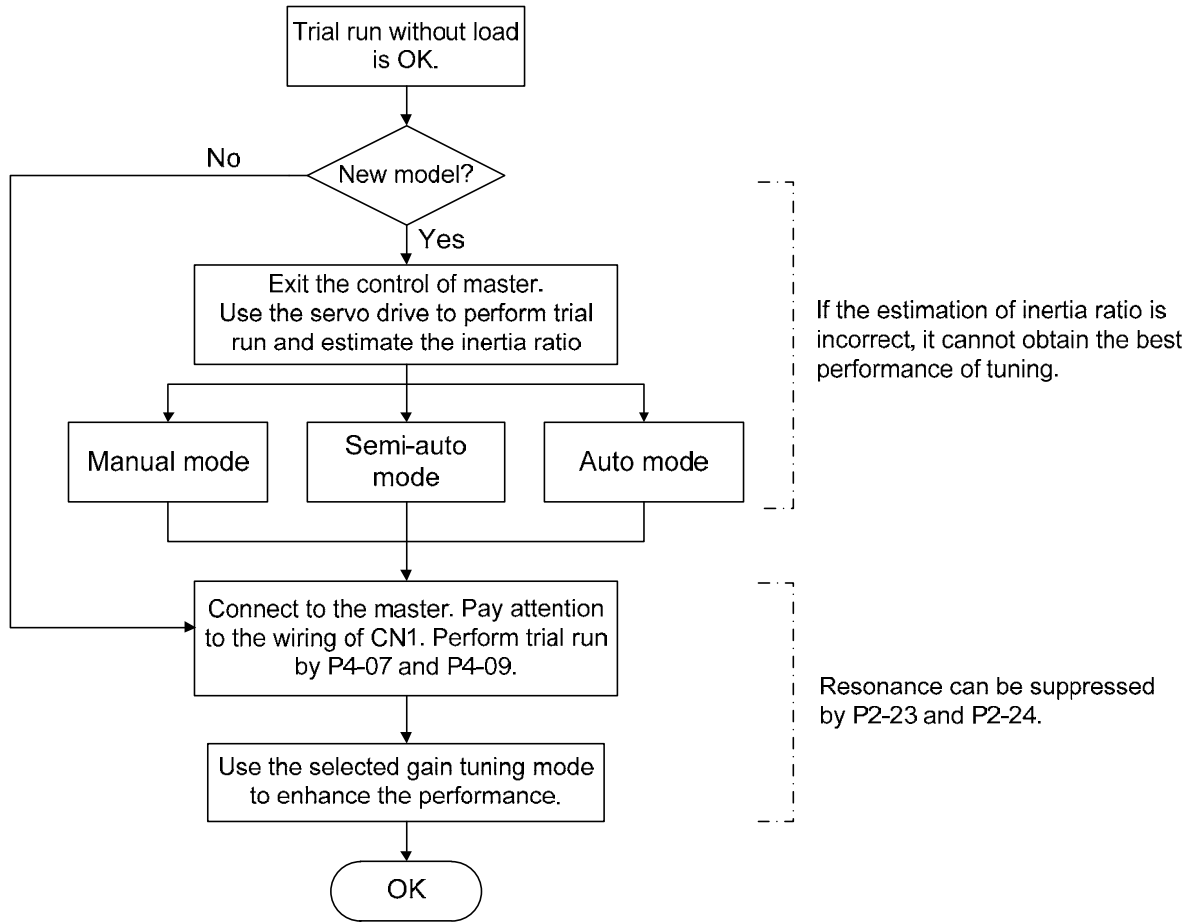 Trial run without load
is OK.
No
New model?
Yes
Exit the control of master.
Use the servo drive to perform trial
run and estimate the inertia ratio
If the estimation of inertia ratio is
incorrect, it cannot obtain the best
performance of tuning.
Manual mode
Semi-auto
mode
Auto mode
Connect to the master. Pay attention
to the wiring of CN1. Perform trial run
by P4-07 and P4-09.
Resonance can be suppressed
by P2-23 and P2-24.
Use the selected gain tuning mode
to enhance the performance.
OK